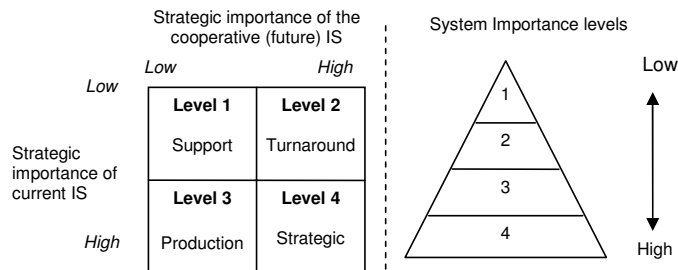 Strategic importance of the
cooperative (future) IS
Low High
Low
Level 1 Level 2
Support Turnaround
Strategic
importance of
current IS
Level 3 Level 4
High
Production Strategic
System Importance levels
Low
1
2
3
4
High